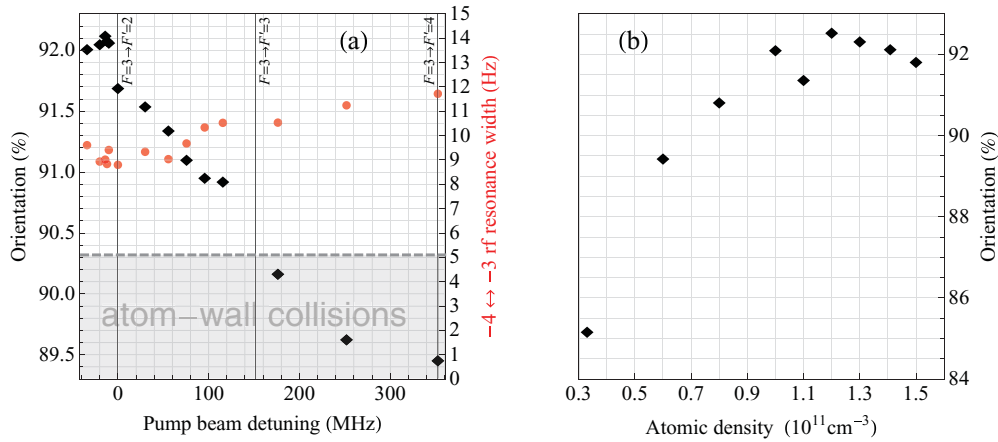 (a)
F=3→F'=2
F=3→F'=3
F=3→F'=4
92.0
91.5
91.0
90.5
90.0
89.5
Orientation (%)
15
14
13
12
11
10
9
8
7
6
5
4
3
2
1
0
−4 ↔ −3 rf resonance width (Hz)
atom−wall collisions
0 100 200 300
Pump beam detuning (MHz)
(b)
92
90
88
86
84
Orientation (%)
0.3 0.5 0.7 0.9 1.1 1.3 1.5
Atomic density (10¹¹cm⁻³)